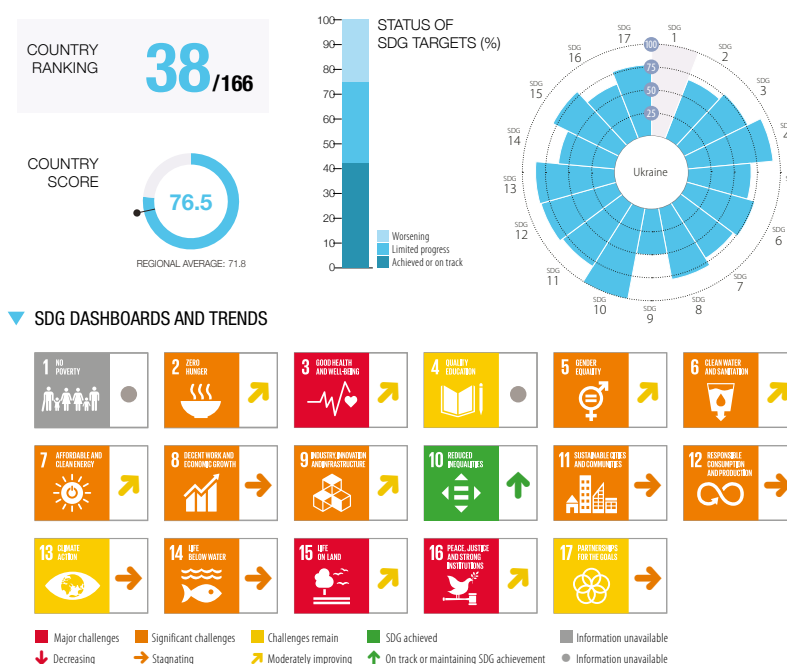 COUNTRY
RANKING
38/166
COUNTRY
SCORE
76.5
REGIONAL AVERAGE: 71.8
STATUS OF
SDG TARGETS (%)
100
90
80
70
60
50
40
30
20
10
0
Worsening
Limited progress
Achieved or on track
SDG
1
SDG
2
SDG
3
4
SDG
6
SDG
7
SDG
8
SDG
9
SDG
10
SDG
11
SDG
12
SDG
13
SDG
14
SDG
15
SDG
16
SDG
17
100
75
50
25
Ukraine
SDG DASHBOARDS AND TRENDS
1 NO
POVERTY
2 ZERO
HUNGER
3 GOOD HEALTH
AND WELL-BEING
4 QUALITY
EDUCATION
5 GENDER
EQUALITY
6 CLEAN WATER
AND SANITATION
7 AFFORDABLE AND
CLEAN ENERGY
8 DECENT WORK AND
ECONOMIC GROWTH
9 INDUSTRY, INNOVATION
AND INFRASTRUCTURE
10 REDUCED
INEQUALITIES
11 SUSTAINABLE CITIES
AND COMMUNITIES
12 RESPONSIBLE
CONSUMPTION
AND PRODUCTION
13 CLIMATE
ACTION
14 LIFE
BELOW WATER
15 LIFE
ON LAND
16 PEACE, JUSTICE
AND STRONG
INSTITUTIONS
17 PARTNERSHIPS
FOR THE GOALS
Major challenges
Significant challenges
Challenges remain
SDG achieved
Information unavailable
Decreasing
Stagnating
Moderately improving
On track or maintaining SDG achievement
Information unavailable